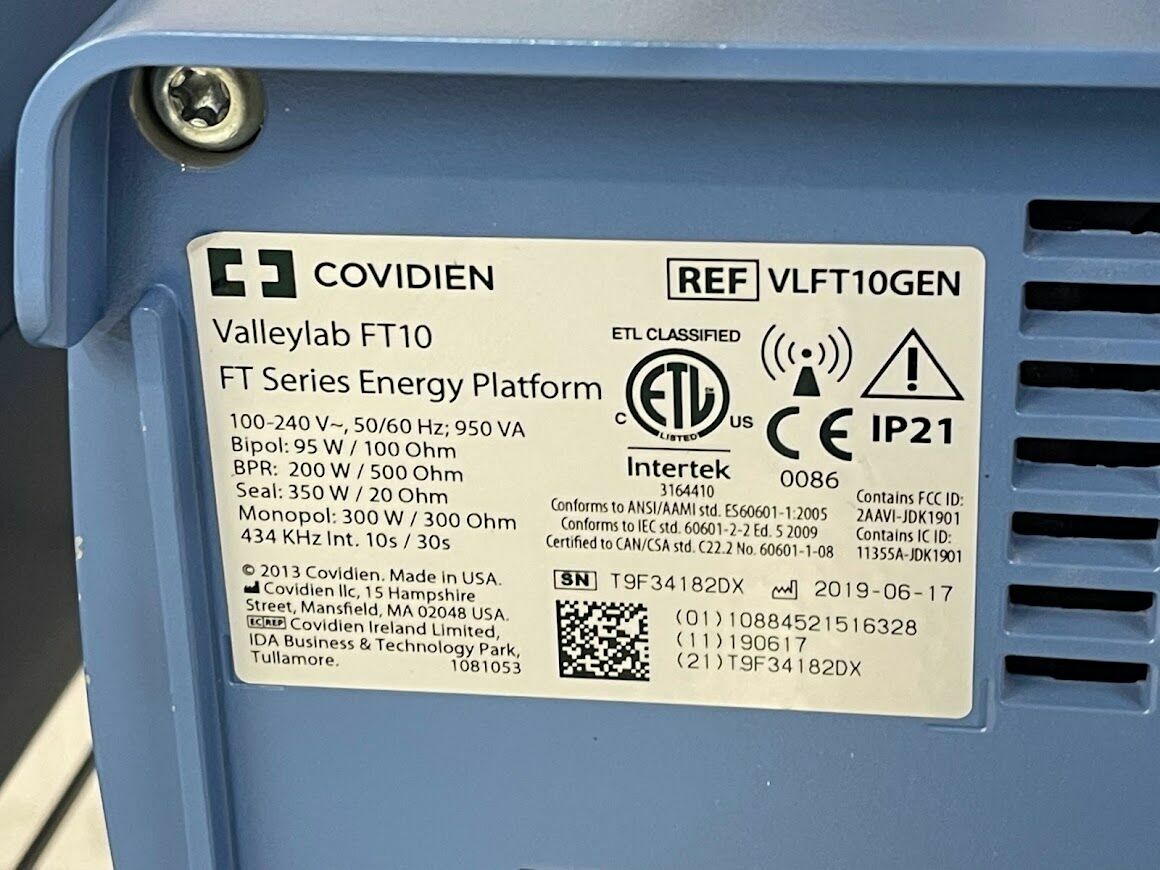 COVIDIEN
REF VLFT10GEN
Valleylab FT10
FT Series Energy Platform
100-240 V~, 50/60 Hz; 950 VA
Bipol: 95 W / 100 Ohm
BPR: 200 W / 500 Ohm
Seal: 350 W / 20 Ohm
Monopol: 300 W / 300 Ohm
434 KHz Int. 10s / 30s
© 2013 Covidien. Made in USA.
Covidien llc, 15 Hampshire
Street, Mansfield, MA 02048 USA.
EC REP Covidien Ireland Limited,
IDA Business & Technology Park,
Tullamore. 1081053
ETL CLASSIFIED
ETL
LISTED
C US
Intertek
3164410
CE
0086
IP21
Conforms to ANSI/AAMI std. ES60601-1:2005
Conforms to IEC std. 60601-2-2 Ed. 5 2009
Certified to CAN/CSA std. C22.2 No. 60601-1-08
Contains FCC ID:
2AAVI-JDK1901
Contains IC ID:
11355A-JDK1901
SN T9F34182DX 2019-06-17
(01)10884521516328
(11)190617
(21)T9F34182DX